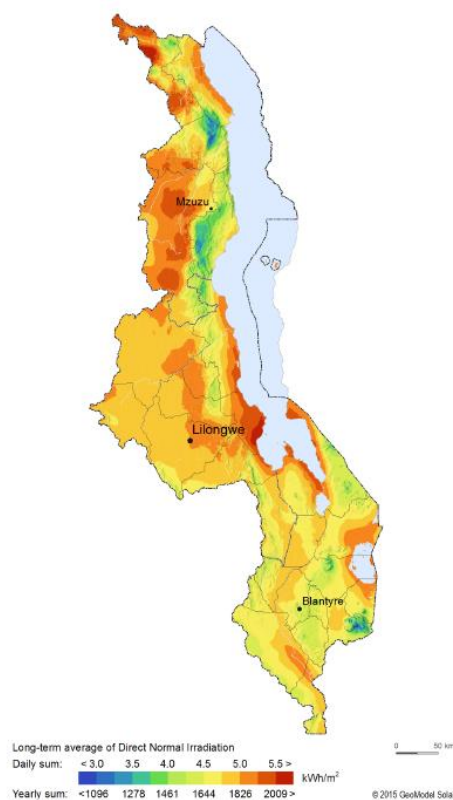 Mzuzu
Lilongwe
Blantyre
Long-term average of Direct Normal Irradiation
Daily sum: < 3.0 3.5 4.0 4.5 5.0 5.5 >
kWh/m²
Yearly sum: <1096 1278 1461 1644 1826 2009 >
0 50 km
© 2015 GeoModel Sola